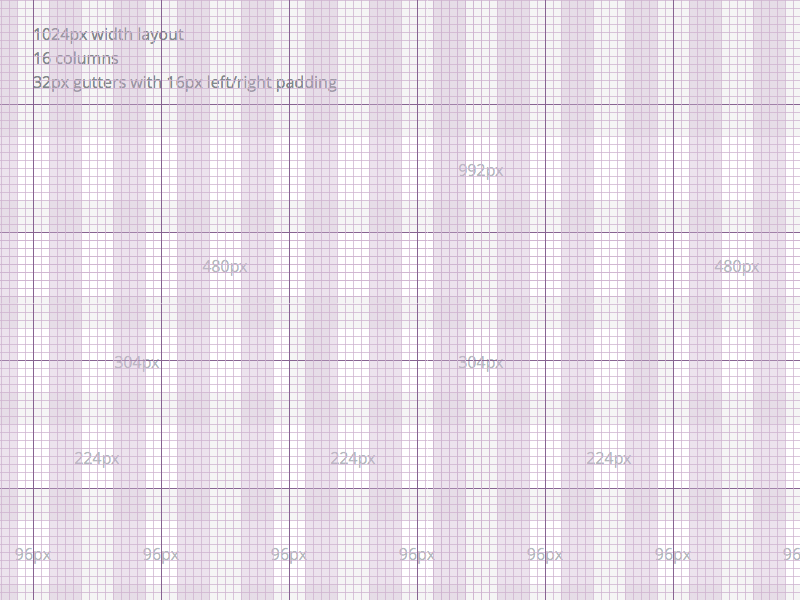 1024px width layout
16 columns
32px gutters with 16px left/right padding
992px
480px 480px
304px 304px
224px 224px 224px
96px 96px 96px 96px 96px 96px 96